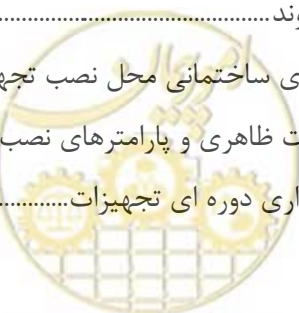 وند............................................
ی ساختمانی محل نصب تجه
ت ظاهری و پارامترهای نصب
اری دوره ای تجهیزات............